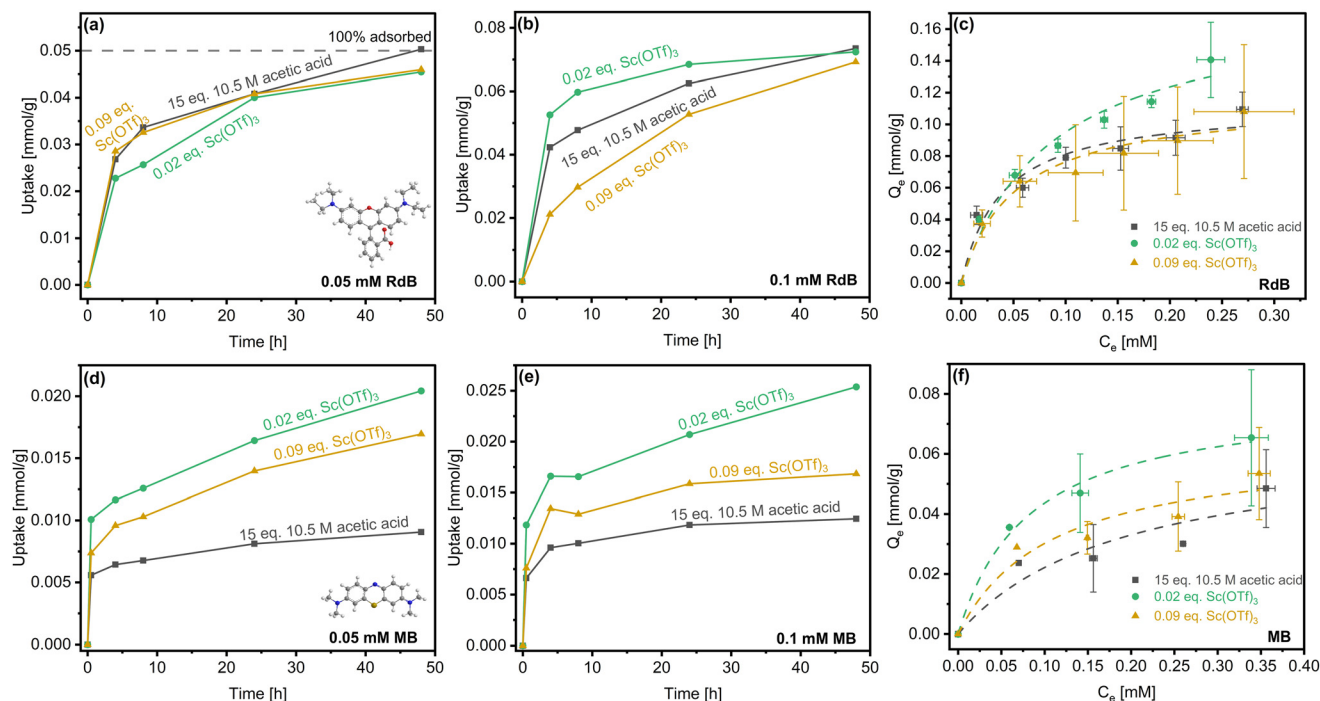 (a)
100% adsorbed
15 eq. 10.5 M acetic acid
0.09 eq.
Sc(OTf)₃
0.02 eq. Sc(OTf)₃
0.05 mM RdB
Uptake [mmol/g]
0.05
0.04
0.03
0.02
0.01
0.00
0 10 20 30 40 50
Time [h]
(b)
0.02 eq. Sc(OTf)₃
15 eq. 10.5 M acetic acid
0.09 eq. Sc(OTf)₃
0.1 mM RdB
Uptake [mmol/g]
0.08
0.06
0.04
0.02
0.00
0 10 20 30 40 50
Time [h]
(c)
15 eq. 10.5 M acetic acid
0.02 eq. Sc(OTf)₃
0.09 eq. Sc(OTf)₃
RdB
Qₑ [mmol/g]
0.16
0.14
0.12
0.10
0.08
0.06
0.04
0.02
0.00
0.00 0.05 0.10 0.15 0.20 0.25 0.30
Cₑ [mM]
(d)
0.02 eq. Sc(OTf)₃
0.09 eq. Sc(OTf)₃
15 eq. 10.5 M acetic acid
0.05 mM MB
Uptake [mmol/g]
0.020
0.015
0.010
0.005
0.000
0 10 20 30 40 50
Time [h]
(e)
0.02 eq. Sc(OTf)₃
0.09 eq. Sc(OTf)₃
15 eq. 10.5 M acetic acid
0.1 mM MB
Uptake [mmol/g]
0.025
0.020
0.015
0.010
0.005
0.000
0 10 20 30 40 50
Time [h]
(f)
15 eq. 10.5 M acetic acid
0.02 eq. Sc(OTf)₃
0.09 eq. Sc(OTf)₃
MB
Qₑ [mmol/g]
0.08
0.06
0.04
0.02
0.00
0.00 0.05 0.10 0.15 0.20 0.25 0.30 0.35 0.40
Cₑ [mM]